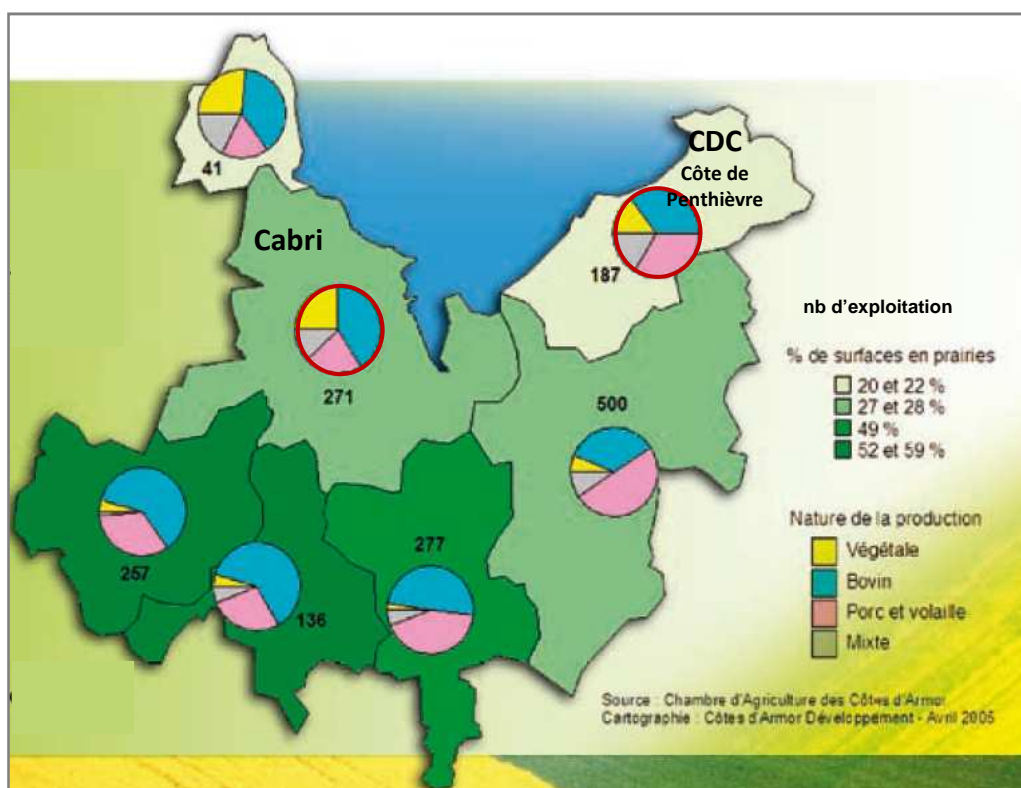 41
CDC
Côte de
Penthièvre
187
Cabri
271
500
257
136
277
nb d'exploitation
% de surfaces en prairies
20 et 22 %
27 et 28 %
49 %
52 et 59 %
Nature de la production
Végétale
Bovin
Porc et volaille
Mixte
Source : Chambre d'Agriculture des Côtes d'Armor
Cartographie : Côtes d'Armor Développement - Avril 2005